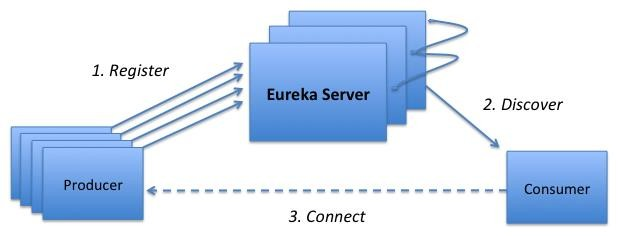 1. Register
Eureka Server
2. Discover
Producer
Consumer
3. Connect